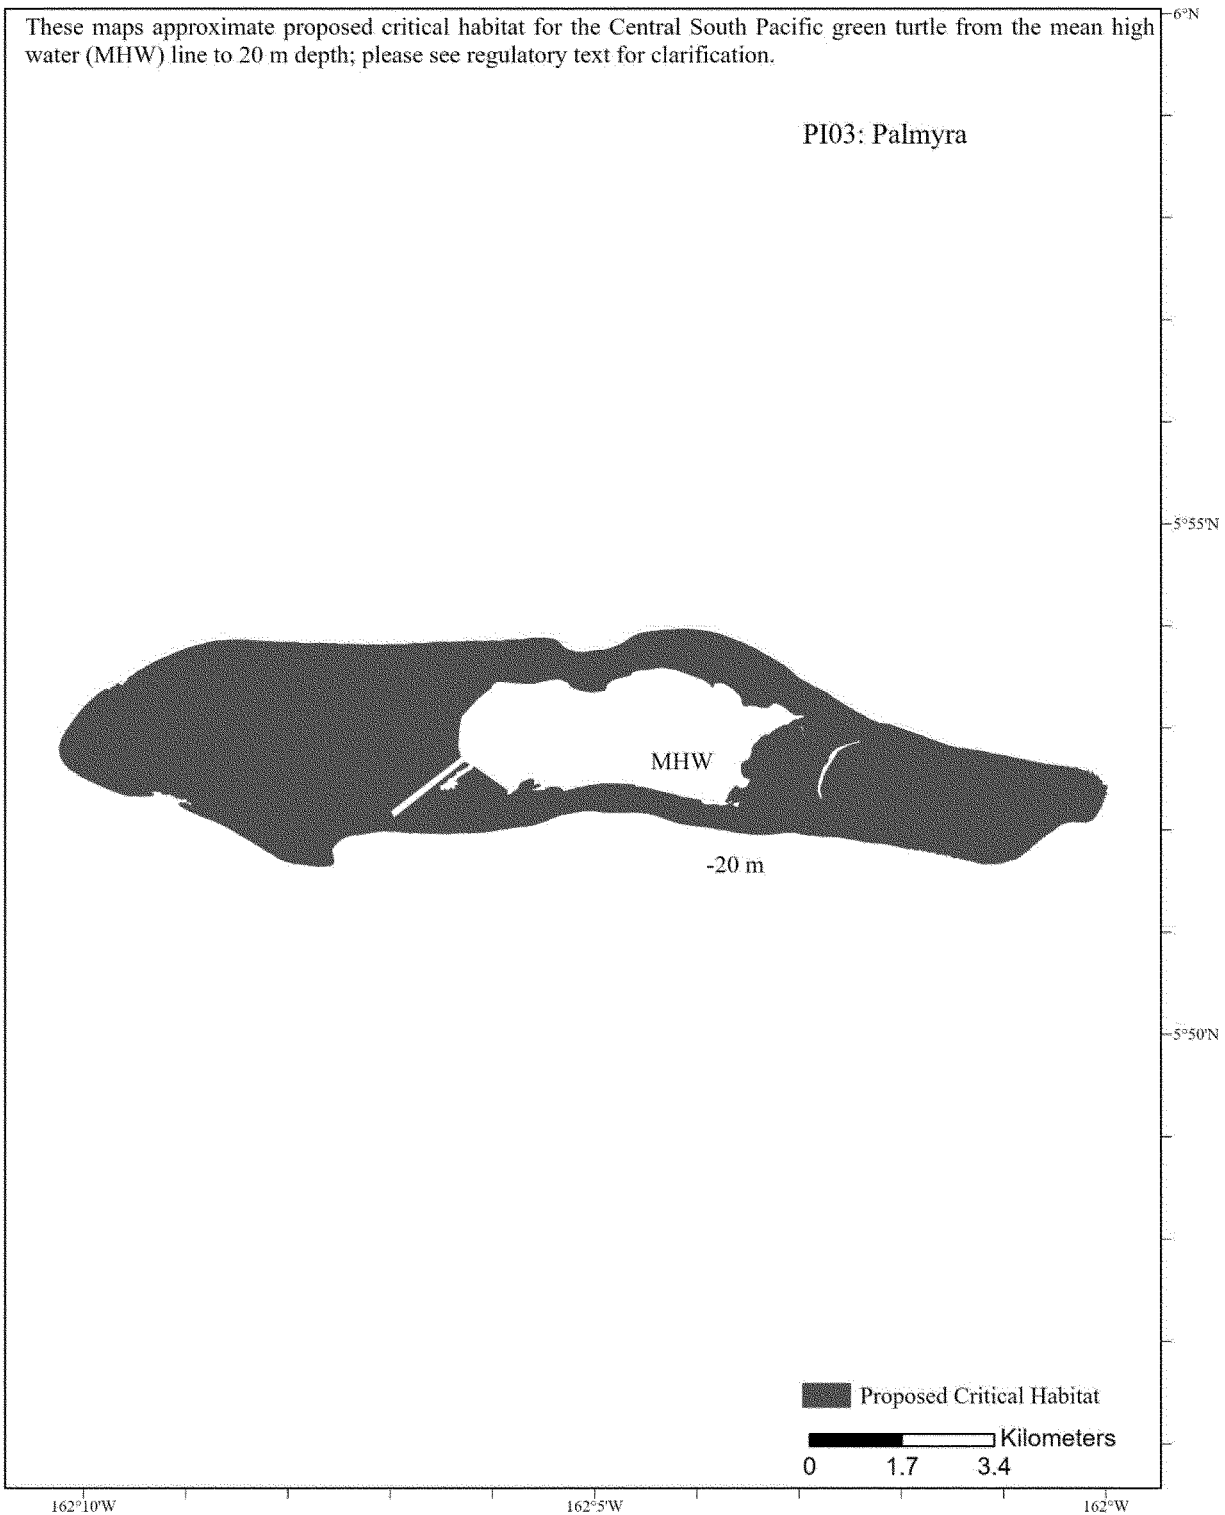 These maps approximate proposed critical habitat for the Central South Pacific green turtle from the mean high
water (MHW) line to 20 m depth; please see regulatory text for clarification.
6°N
PI03: Palmyra
5°55'N
MHW
-20 m
5°50'N
Proposed Critical Habitat
Kilometers
0 1.7 3.4
162°10'W 162°5'W 162°W